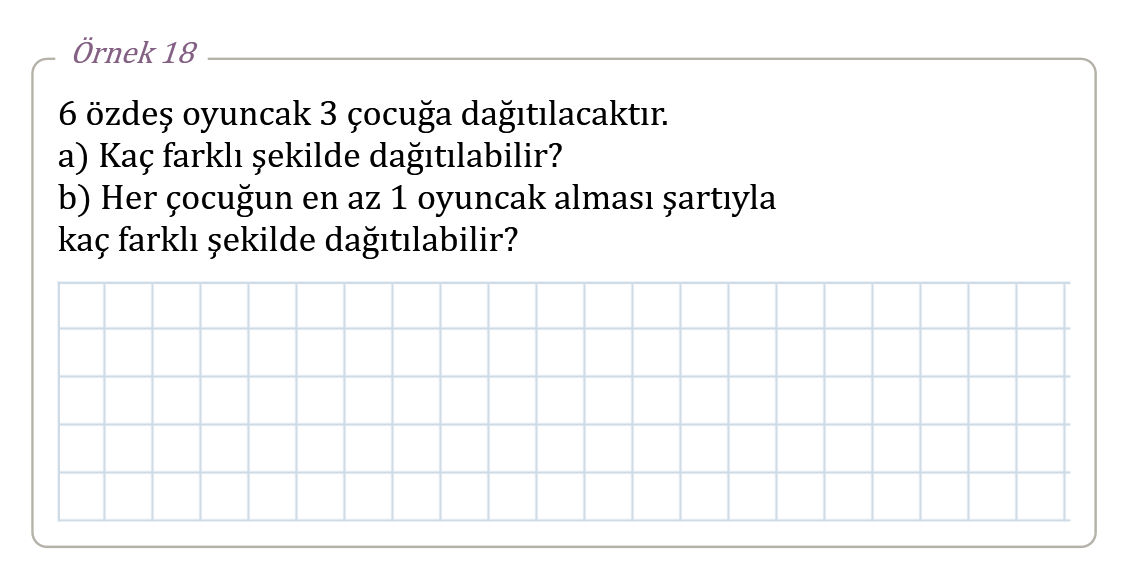 Örnek 18
6 özdeş oyuncak 3 çocuğa dağıtılacaktır.
a) Kaç farklı şekilde dağıtılabilir?
b) Her çocuğun en az 1 oyuncak alması şartıyla
kaç farklı şekilde dağıtılabilir?